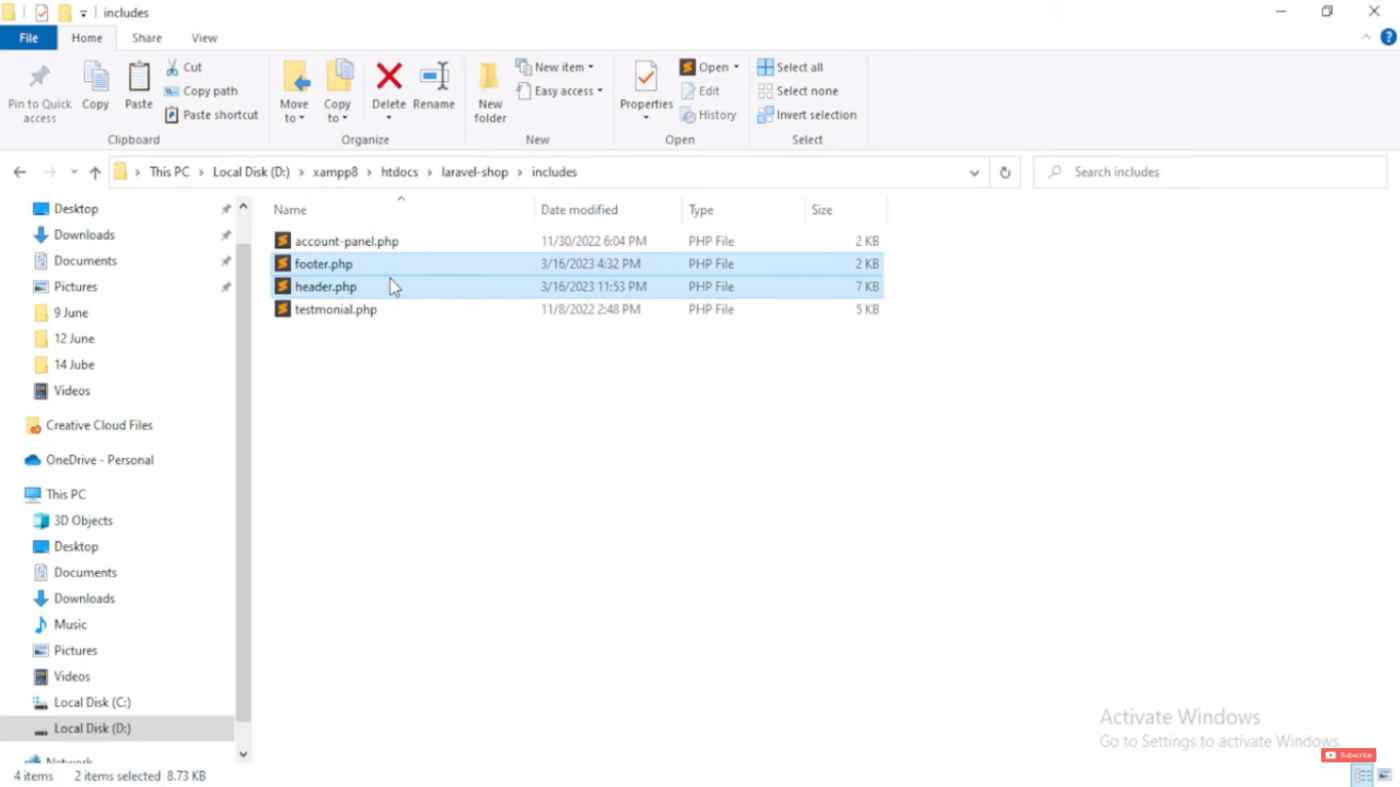 includes
File Home Share View
Pin to Quick access
Copy
Paste
Cut
Copy path
Paste shortcut
Clipboard
Move to
Copy to
Delete
Rename
Organize
New folder
New item
Easy access
New
Properties
Open
Edit
History
Open
Select all
Select none
Invert selection
Select
This PC > Local Disk (D:) > xampp8 > htdocs > laravel-shop > includes
Search includes
Name Date modified Type Size
account-panel.php 11/30/2022 6:04 PM PHP File 2 KB
footer.php 3/16/2023 4:32 PM PHP File 2 KB
header.php 3/16/2023 11:53 PM PHP File 7 KB
testmonial.php 11/8/2022 2:48 PM PHP File 5 KB
Desktop
Downloads
Documents
Pictures
9 June
12 June
14 Jube
Videos
Creative Cloud Files
OneDrive - Personal
This PC
3D Objects
Desktop
Documents
Downloads
Music
Pictures
Videos
Local Disk (C:)
Local Disk (D:)
Network
Activate Windows
Go to Settings to activate Windows.
Subscribe
4 items 2 items selected 8.73 KB